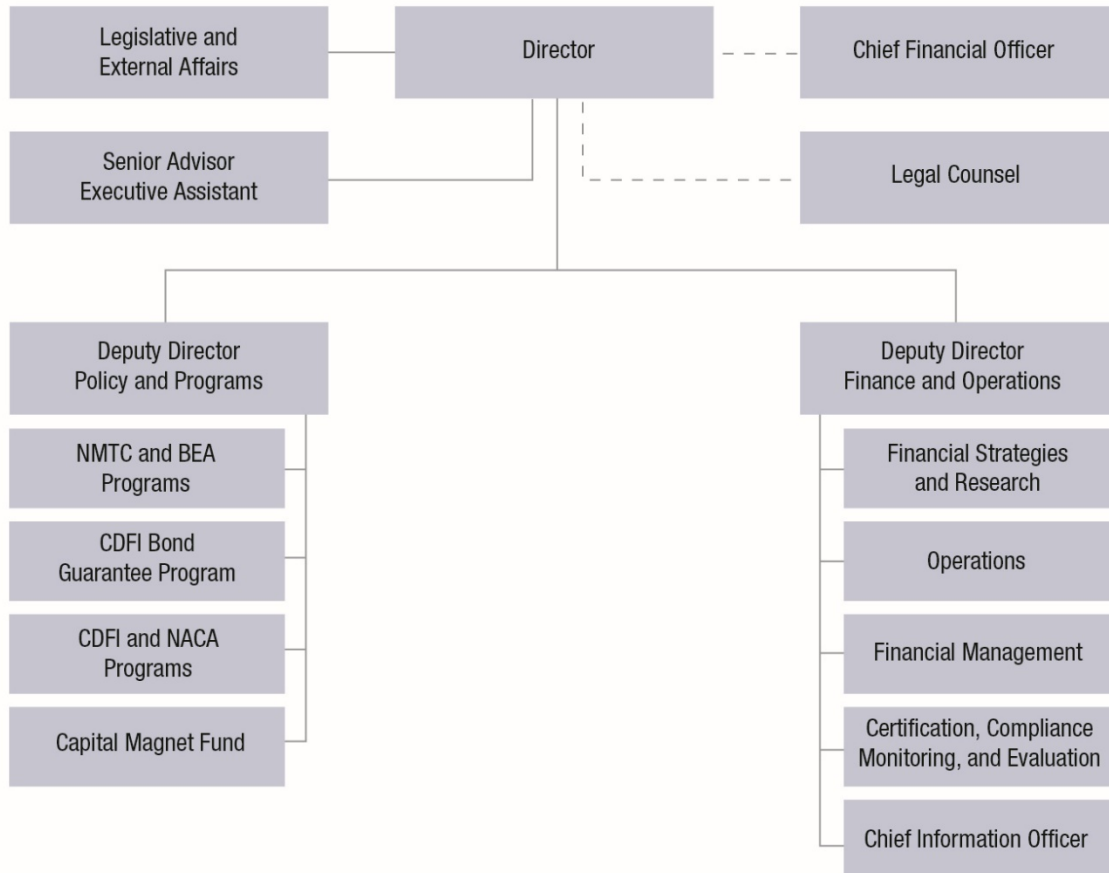 Legislative and
External Affairs
Director
Chief Financial Officer
Senior Advisor
Executive Assistant
Legal Counsel
Deputy Director
Policy and Programs
Deputy Director
Finance and Operations
NMTC and BEA
Programs
CDFI Bond
Guarantee Program
CDFI and NACA
Programs
Capital Magnet Fund
Financial Strategies
and Research
Operations
Financial Management
Certification, Compliance
Monitoring, and Evaluation
Chief Information Officer